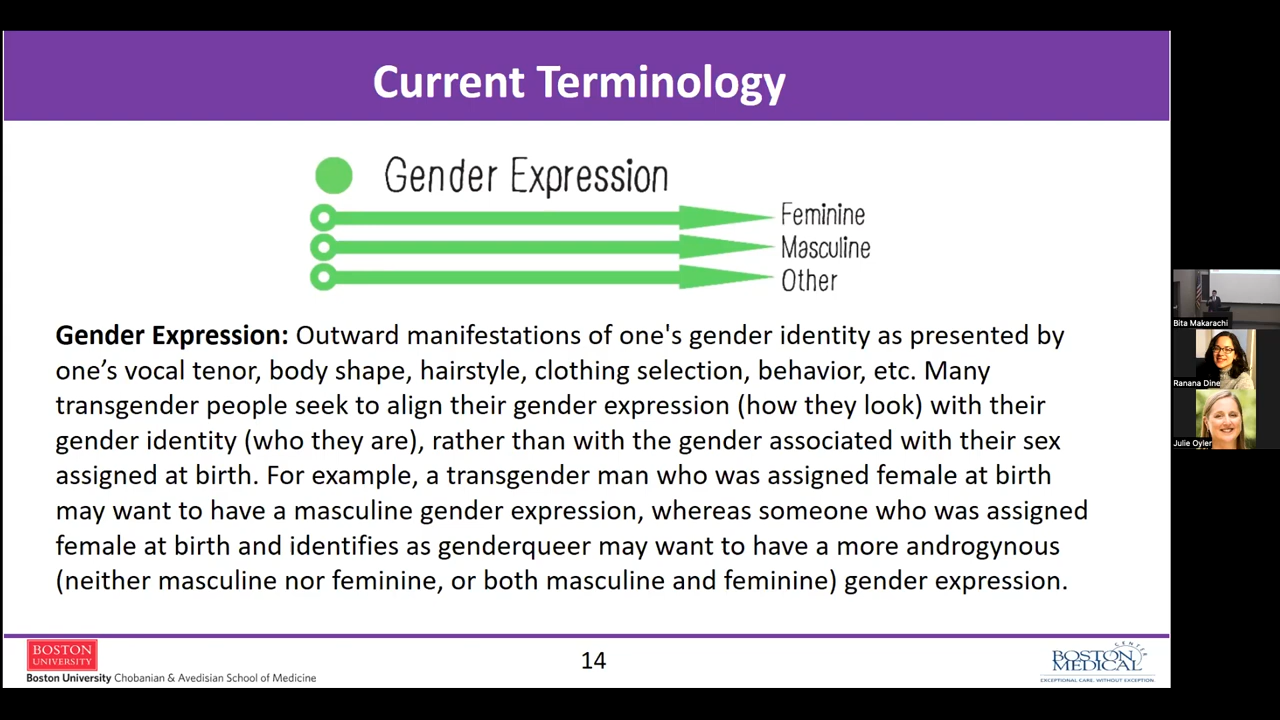 Current Terminology
Gender Expression
Feminine
Masculine
Other
Gender Expression: Outward manifestations of one's gender identity as presented by
one’s vocal tenor, body shape, hairstyle, clothing selection, behavior, etc. Many
transgender people seek to align their gender expression (how they look) with their
gender identity (who they are), rather than with the gender associated with their sex
assigned at birth. For example, a transgender man who was assigned female at birth
may want to have a masculine gender expression, whereas someone who was assigned
female at birth and identifies as genderqueer may want to have a more androgynous
(neither masculine nor feminine, or both masculine and feminine) gender expression.
BOSTON
UNIVERSITY
Boston University Chobanian & Avedisian School of Medicine
14
BOSTON
MEDICAL
CENTER
EXCEPTIONAL CARE. WITHOUT EXCEPTION.
Bita Makarachi
Ranana Dine
Julie Oyler